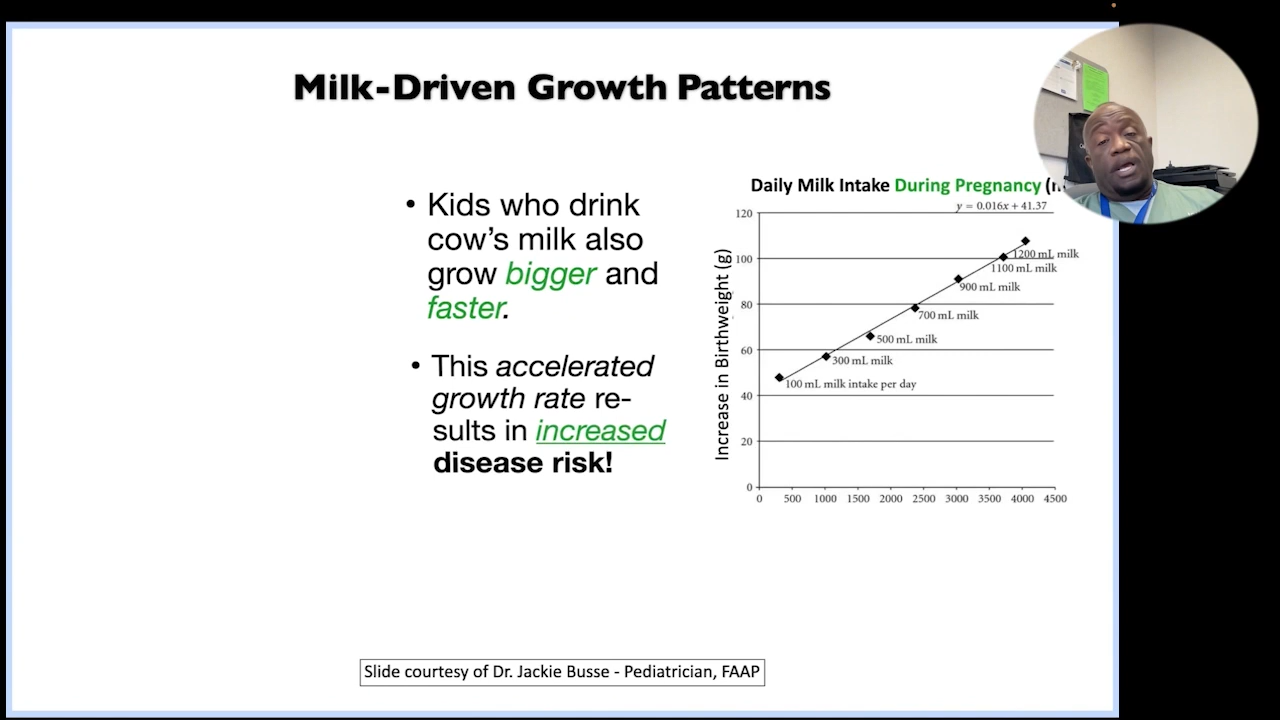 Milk-Driven Growth Patterns
• Kids who drink
cow's milk also
grow bigger and
faster.
• This accelerated
growth rate re-
sults in increased
disease risk!
Daily Milk Intake During Pregnancy
y = 0.016x + 41.37
Increase in Birthweight (g)
120
100
80
60
40
20
0
1200 mL milk
1100 mL milk
900 mL milk
700 mL milk
500 mL milk
300 mL milk
100 mL milk intake per day
0 500 1000 1500 2000 2500 3000 3500 4000 4500
Slide courtesy of Dr. Jackie Busse - Pediatrician, FAAP